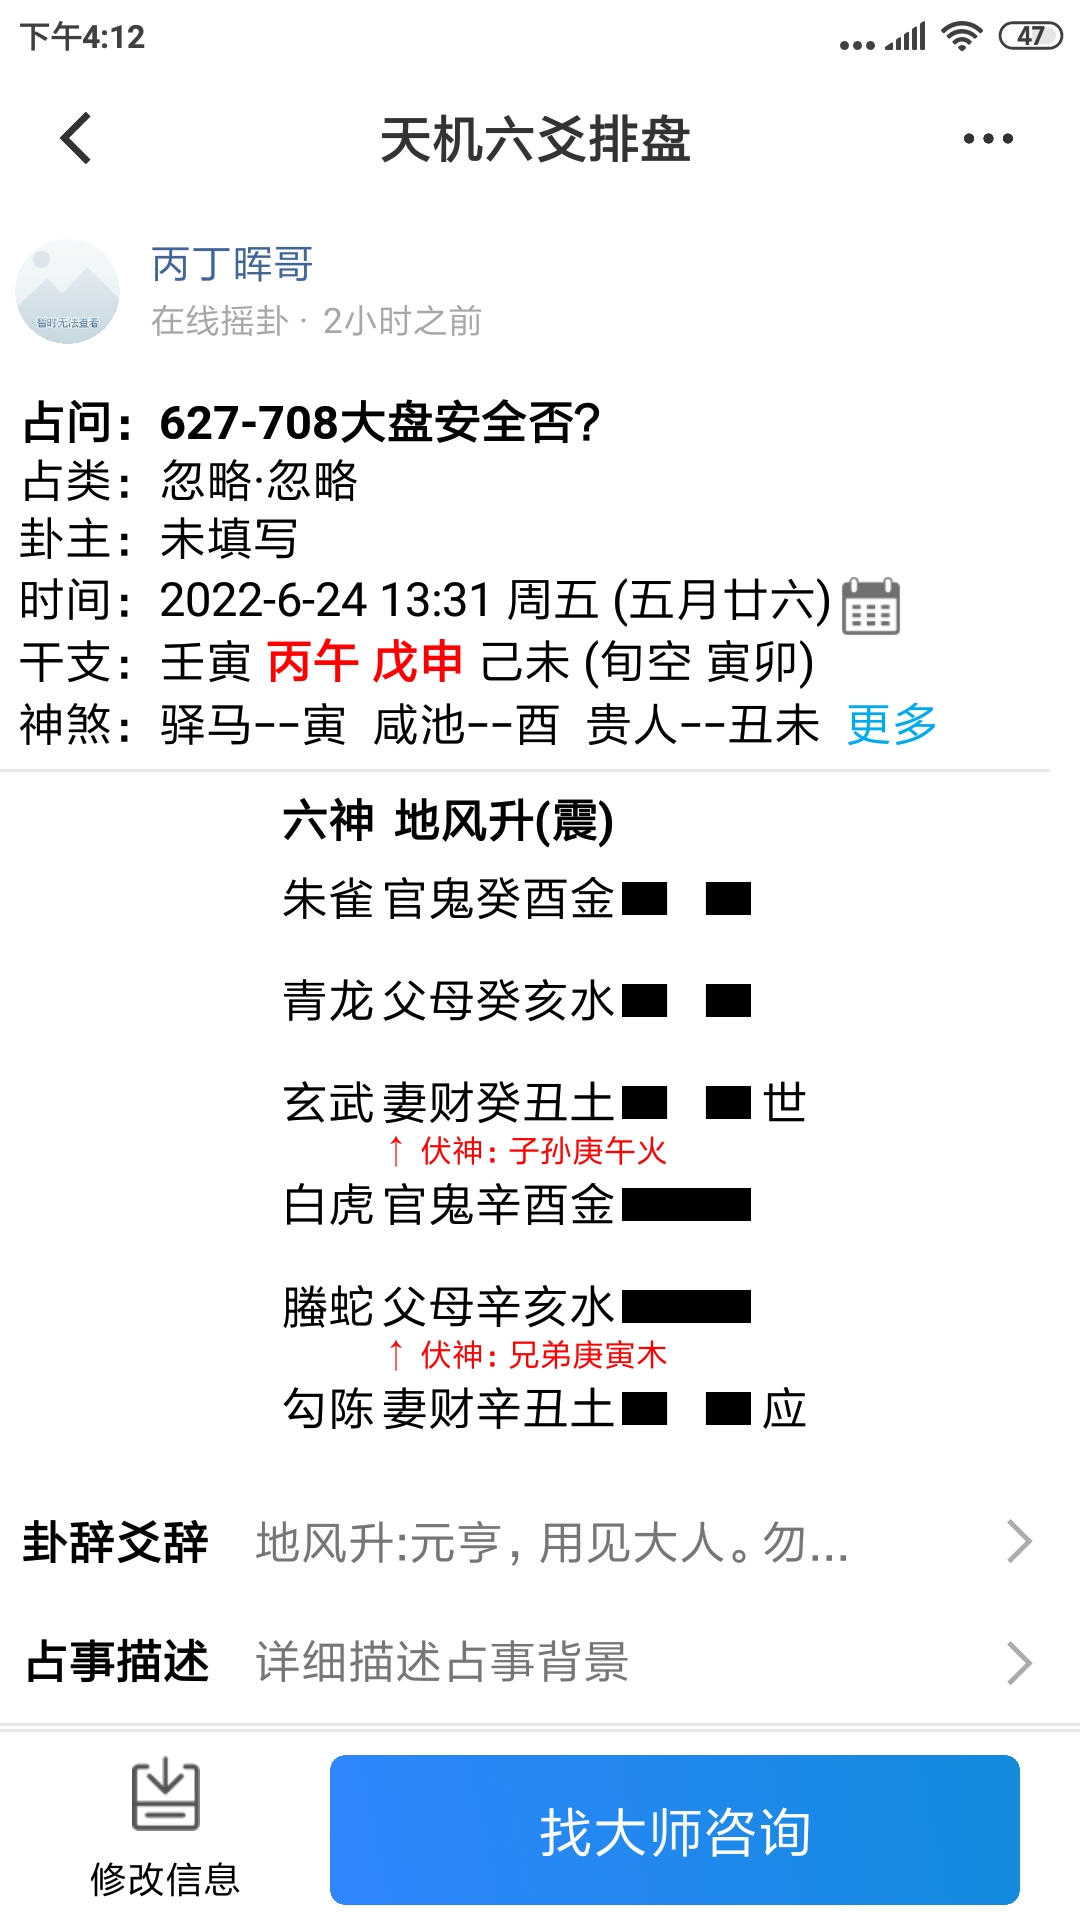 下午4:12
47
天机六爻排盘
暂时无法查看
丙丁晖哥
在线摇卦 · 2小时之前
占问：627-708大盘安全否？
占类：忽略·忽略
卦主：未填写
时间：2022-6-24 13:31 周五 (五月廿六)
干支：壬寅 丙午 戊申 己未 (旬空 寅卯)
神煞：驿马--寅 咸池--酉 贵人--丑未 更多
六神 地风升(震)
朱雀 官鬼癸酉金
青龙 父母癸亥水
玄武 妻财癸丑土 世
↑ 伏神：子孙庚午火
白虎 官鬼辛酉金
螣蛇 父母辛亥水
↑ 伏神：兄弟庚寅木
勾陈 妻财辛丑土 应
卦辞爻辞 地风升:元亨，用见大人。勿...
占事描述 详细描述占事背景
修改信息
找大师咨询